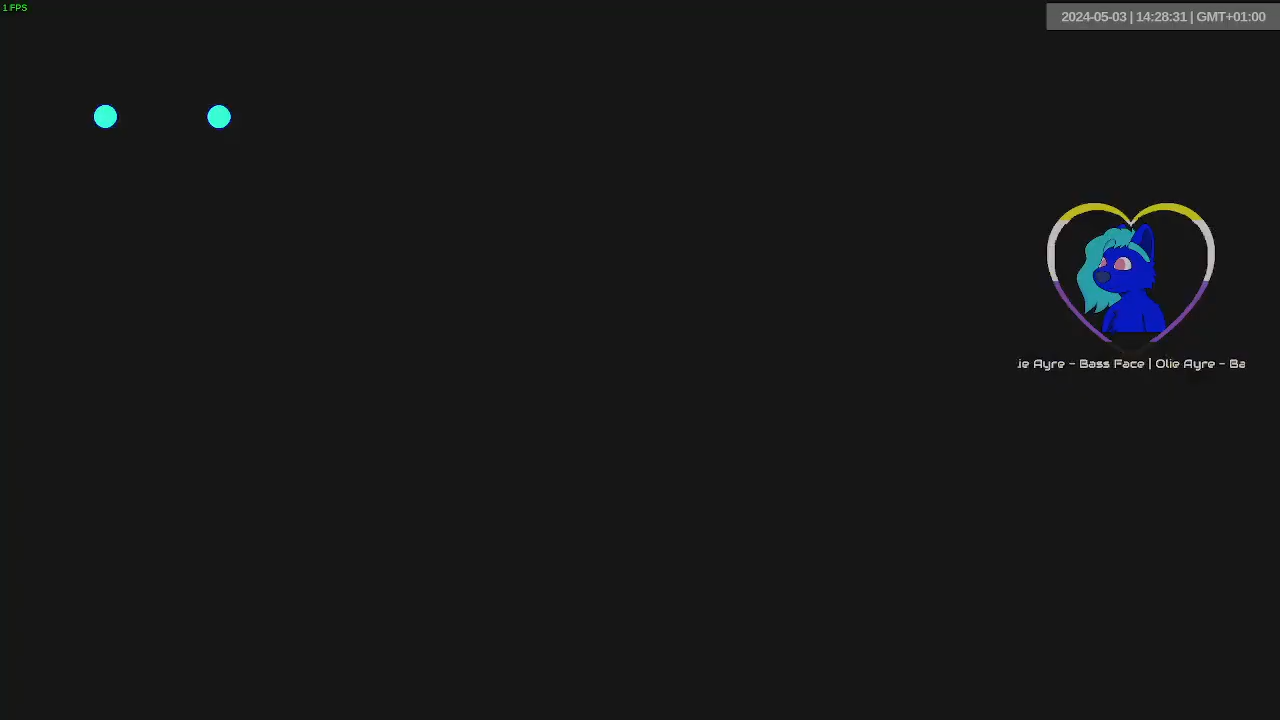 1 FPS
2024-05-03 | 14:28:31 | GMT+01:00
ie Ayre - Bass Face | Olie Ayre - Ba